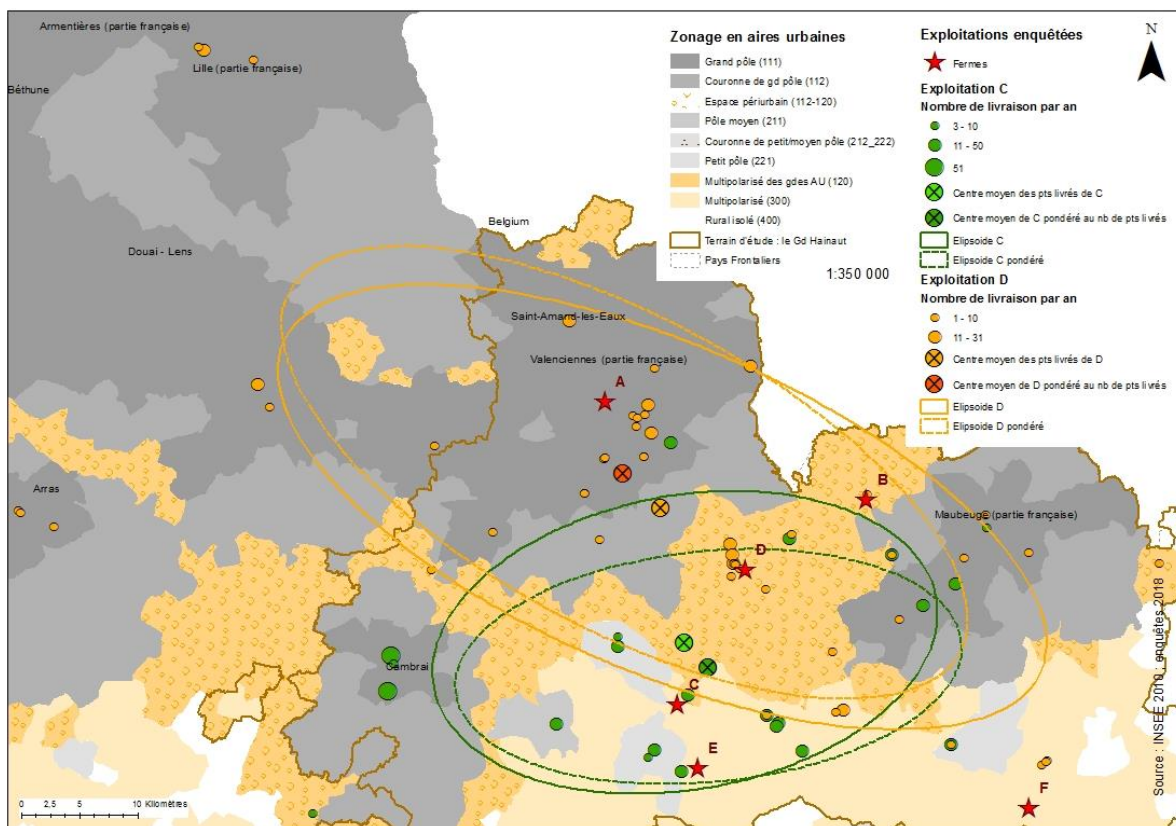 Armentières (partie française)
Lille (partie française)
Béthune
Belgium
Douai - Lens
Saint-Amand-les-Eaux
Valenciennes (partie française)
A
B
Arras
Maubeuge (partie française)
D
Cambrai
C
E
F
0 2,5 5 10 Kilomètres
Zonage en aires urbaines
Grand pôle (111)
Couronne de gd pôle (112)
Espace périurbain (112-120)
Pôle moyen (211)
Couronne de petit/moyen pôle (212_222)
Petit pôle (221)
Multipolarisé des gdes AU (120)
Multipolarisé (300)
Rural isolé (400)
Terrain d'étude : le Gd Hainaut
Pays Frontaliers
1:350 000
Exploitations enquêtées
Fermes
Exploitation C
Nombre de livraison par an
3 - 10
11 - 50
51
Centre moyen des pts livrés de C
Centre moyen de C pondéré au nb de pts livrés
Elipsoide C
Elipsoide C pondéré
Exploitation D
Nombre de livraison par an
1 - 10
11 - 31
Centre moyen des pts livrés de D
Centre moyen de D pondéré au nb de pts livrés
Elipsoide D
Elipsoide D pondéré
N
Source : INSEE 2010 ; enquêtes 2018